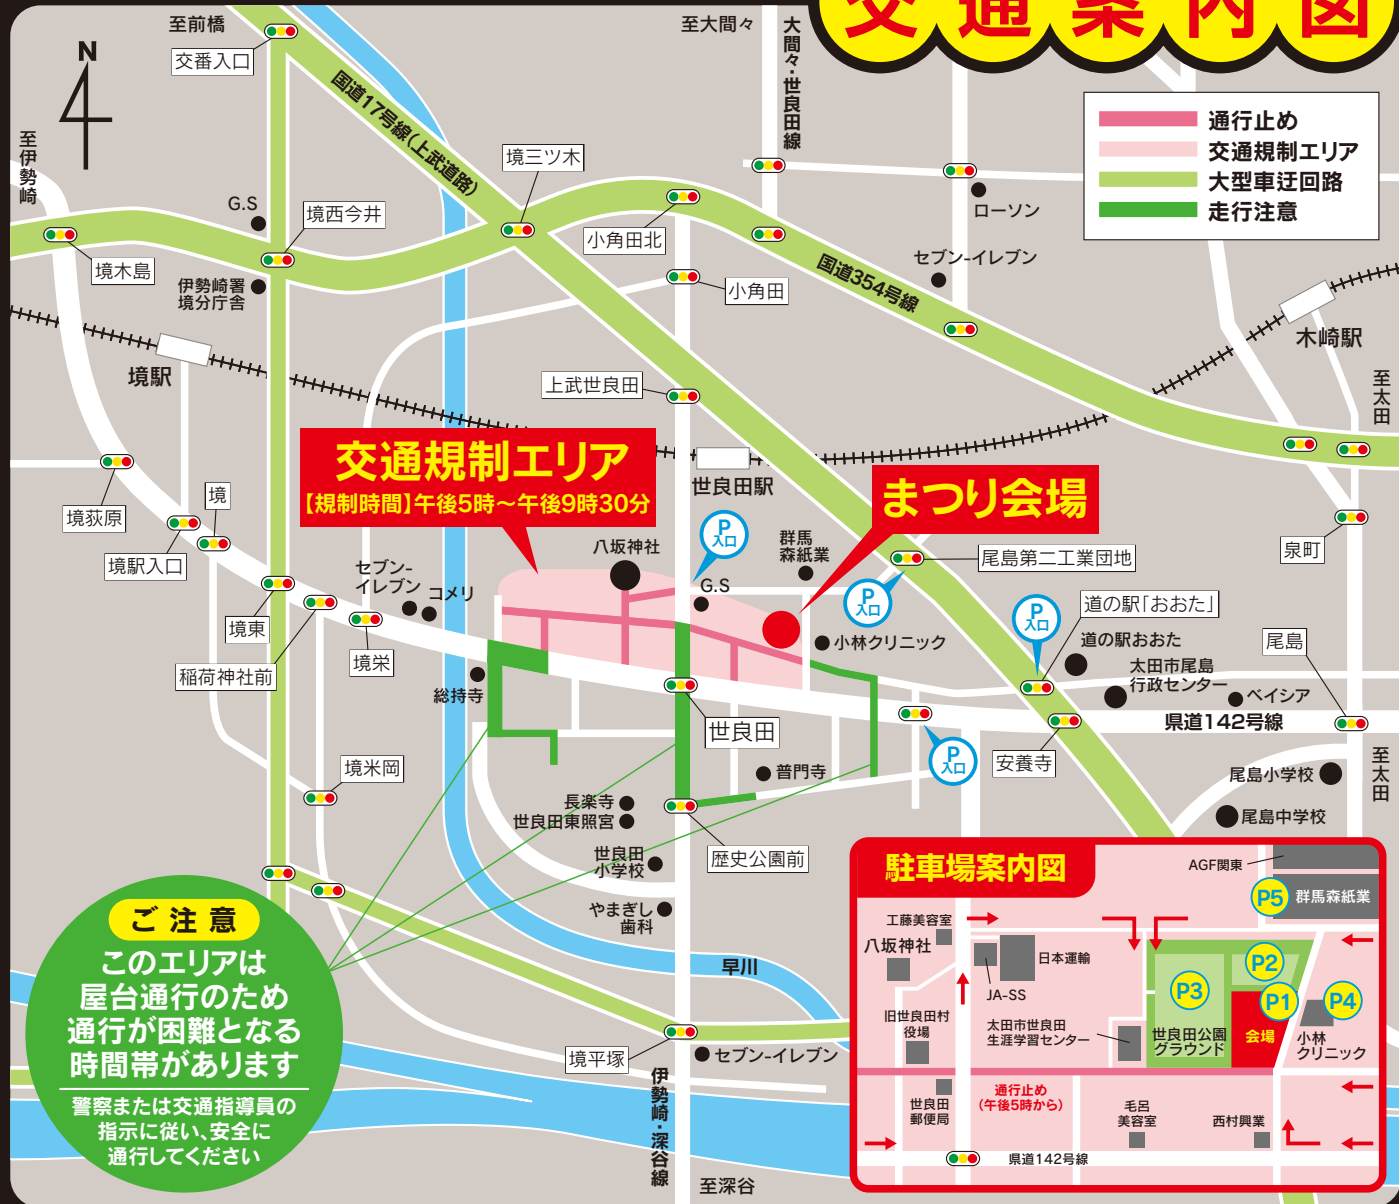 交通案内図
N
至前橋
交番入口
至大間々
大間々・世良田線
国道17号線(上武道路)
至伊勢崎
通行止め
交通規制エリア
大型車迂回路
走行注意
境三ツ木
G.S
境西今井
小角田北
ローソン
境木島
伊勢崎署
境分庁舎
小角田
国道354号線
セブン-イレブン
木崎駅
境駅
上武世良田
至太田
交通規制エリア
【規制時間】午後5時～午後9時30分
世良田駅
まつり会場
境荻原
境
境駅入口
八坂神社
P
入口
群馬
森紙業
尾島第二工業団地
泉町
セブン-
イレブン
コメリ
G.S
P
入口
P
入口
道の駅「おおた」
境東
境栄
稲荷神社前
小林クリニック
道の駅おおた
太田市尾島
行政センター
ベイシア
尾島
総持寺
世良田
県道142号線
P
入口
安養寺
境米岡
普門寺
至太田
尾島小学校
尾島中学校
長楽寺
世良田東照宮
世良田
小学校
歴史公園前
やまぎし
歯科
早川
境平塚
セブン-イレブン
伊勢崎・深谷線
至深谷
ご注意
このエリアは
屋台通行のため
通行が困難となる
時間帯があります
警察または交通指導員の
指示に従い、安全に
通行してください
駐車場案内図
AGF関東
P5
群馬森紙業
工藤美容室
八坂神社
日本運輸
JA-SS
P2
P3
P1
P4
旧世良田村
役場
太田市世良田
生涯学習センター
世良田公園
グラウンド
会場
小林
クリニック
世良田
郵便局
通行止め
(午後5時から)
毛呂
美容室
西村興業
県道142号線